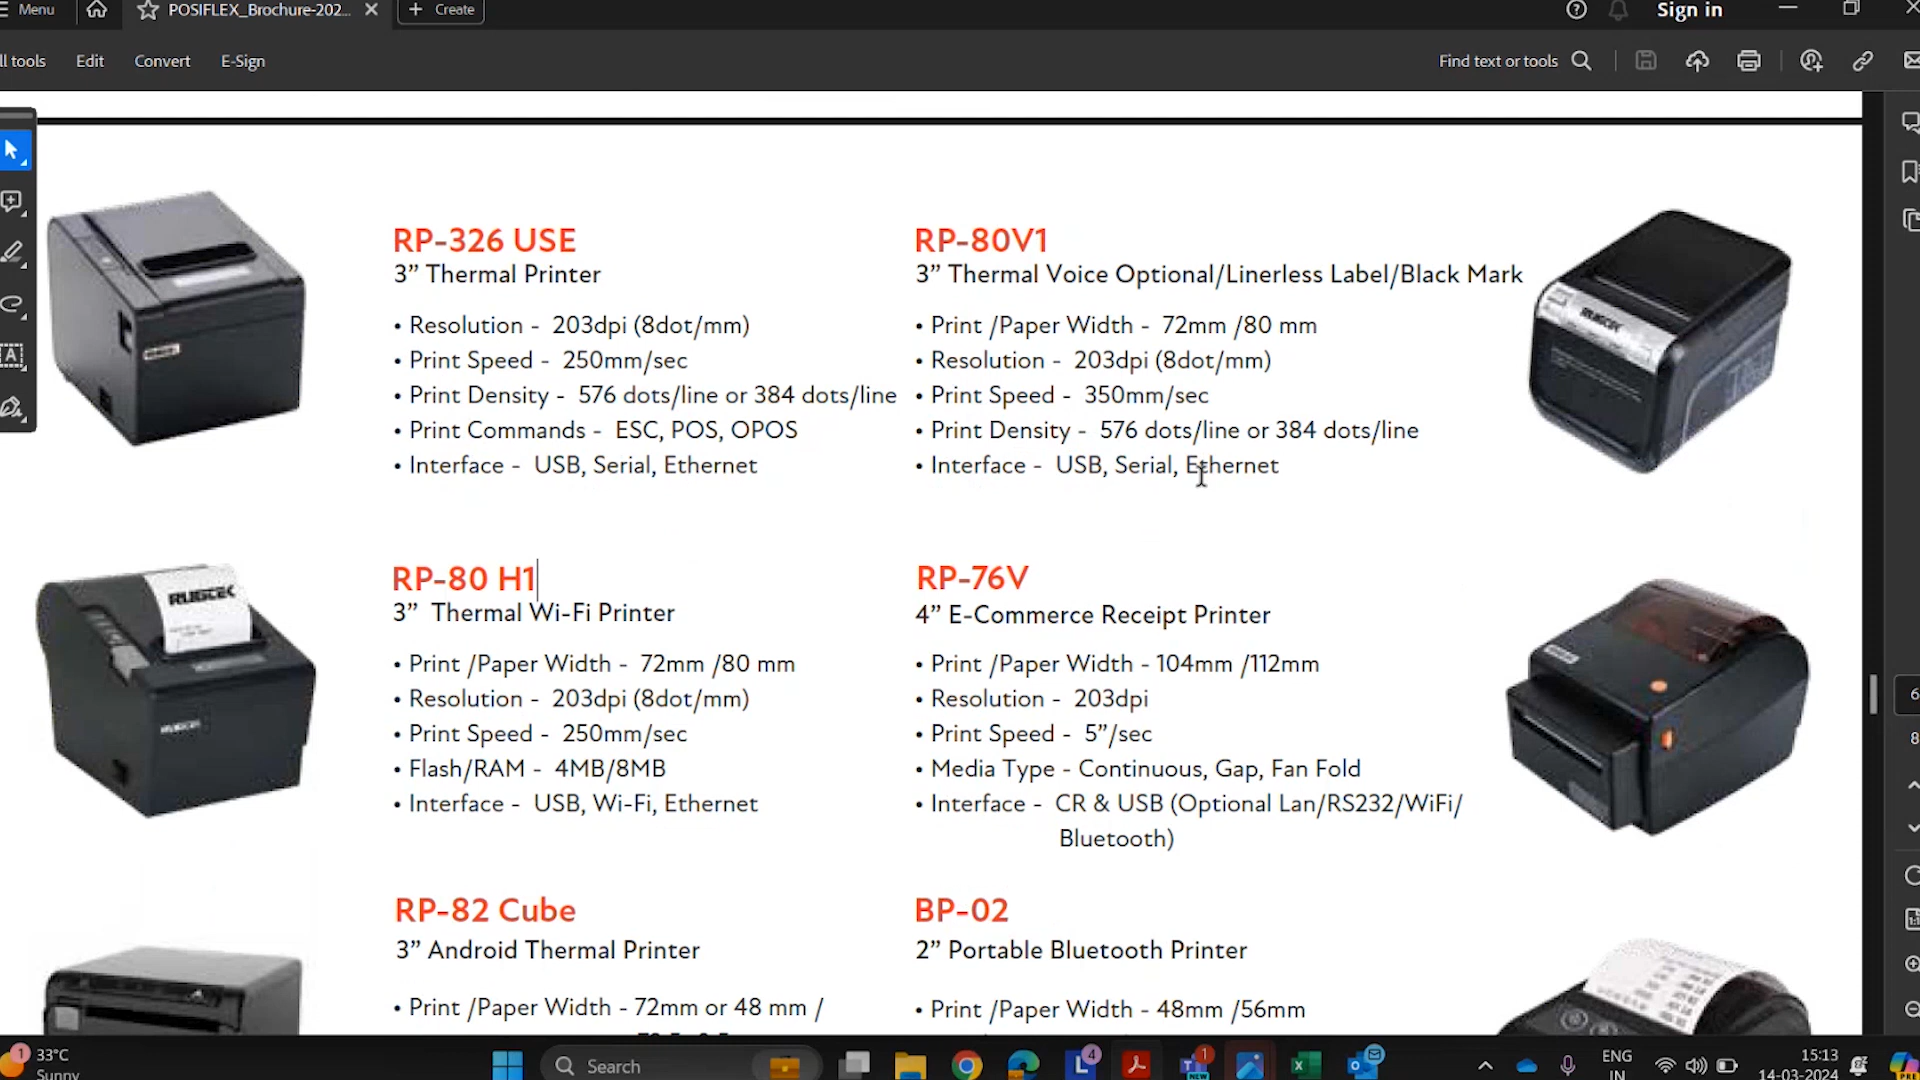 Menu
POSIFLEX_Brochure-202...
Create
Sign in
ll tools
Edit
Convert
E-Sign
Find text or tools
RP-326 USE
3” Thermal Printer
• Resolution - 203dpi (8dot/mm)
• Print Speed - 250mm/sec
• Print Density - 576 dots/line or 384 dots/line
• Print Commands - ESC, POS, OPOS
• Interface - USB, Serial, Ethernet
RP-80V1
3” Thermal Voice Optional/Linerless Label/Black Mark
• Print /Paper Width - 72mm /80 mm
• Resolution - 203dpi (8dot/mm)
• Print Speed - 350mm/sec
• Print Density - 576 dots/line or 384 dots/line
• Interface - USB, Serial, Ethernet
RUGTEK
RUGTEK
RUGTEK
RP-80 H1
3” Thermal Wi-Fi Printer
• Print /Paper Width - 72mm /80 mm
• Resolution - 203dpi (8dot/mm)
• Print Speed - 250mm/sec
• Flash/RAM - 4MB/8MB
• Interface - USB, Wi-Fi, Ethernet
RP-76V
4” E-Commerce Receipt Printer
• Print /Paper Width - 104mm /112mm
• Resolution - 203dpi
• Print Speed - 5”/sec
• Media Type - Continuous, Gap, Fan Fold
• Interface - CR & USB (Optional Lan/RS232/WiFi/
Bluetooth)
6
8
RP-82 Cube
3” Android Thermal Printer
• Print /Paper Width - 72mm or 48 mm /
BP-02
2” Portable Bluetooth Printer
• Print /Paper Width - 48mm /56mm
1
33°C
Sunny
Search
4
1
NEW
ENG
IN
15:13
14-03-2024
PRE